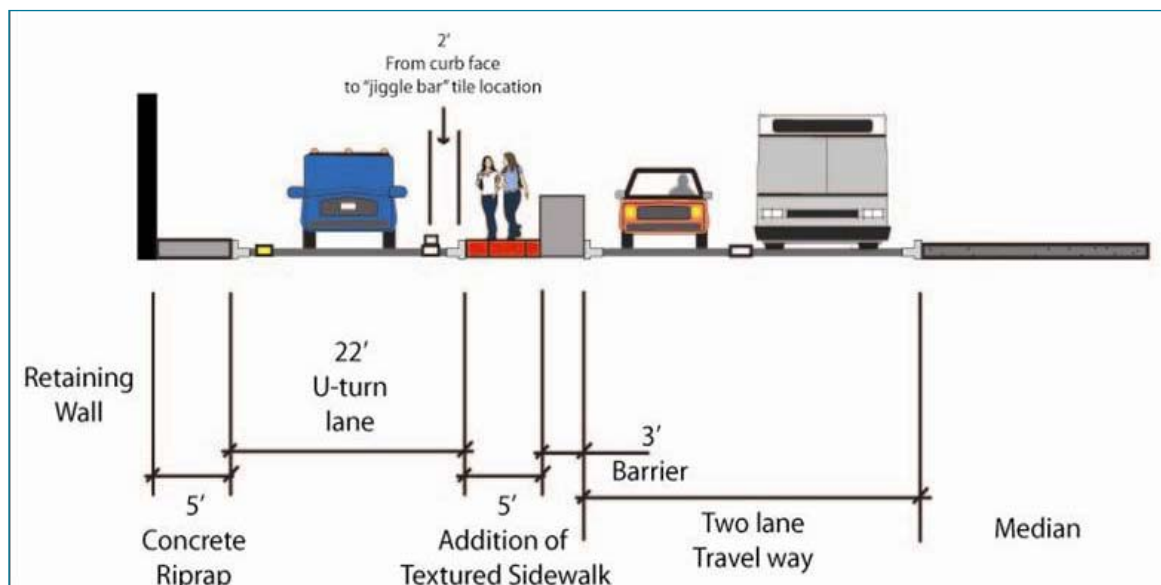 2’
From curb face
to “jiggle bar” tile location
Retaining
Wall
22’
U-turn
lane
5’
Concrete
Riprap
5’
Addition of
Textured Sidewalk
3’
Barrier
Two lane
Travel way
Median